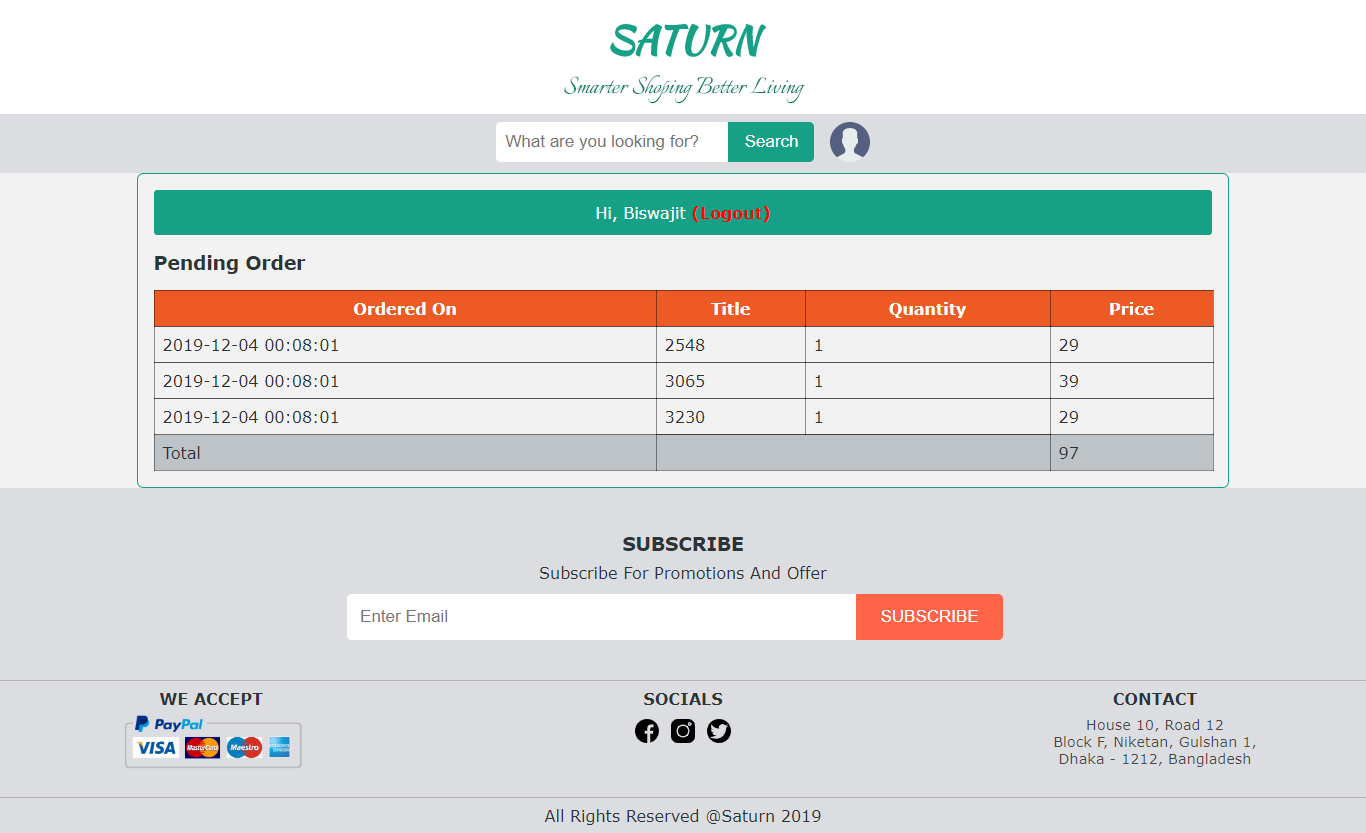 SATURN
Smarter Shoping Better Living
What are you looking for? Search
Hi, Biswajit (Logout)
Pending Order
Ordered On Title Quantity Price
2019-12-04 00:08:01 2548 1 29
2019-12-04 00:08:01 3065 1 39
2019-12-04 00:08:01 3230 1 29
Total 97
SUBSCRIBE
Subscribe For Promotions And Offer
Enter Email SUBSCRIBE
WE ACCEPT
PayPal
VISA MasterCard Maestro AMERICAN EXPRESS
SOCIALS
CONTACT
House 10, Road 12
Block F, Niketan, Gulshan 1,
Dhaka - 1212, Bangladesh
All Rights Reserved @Saturn 2019